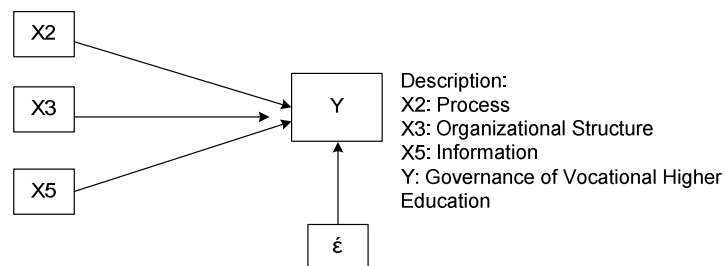 X2
X3
X5
Y
έ
Description:
X2: Process
X3: Organizational Structure
X5: Information
Y: Governance of Vocational Higher
Education